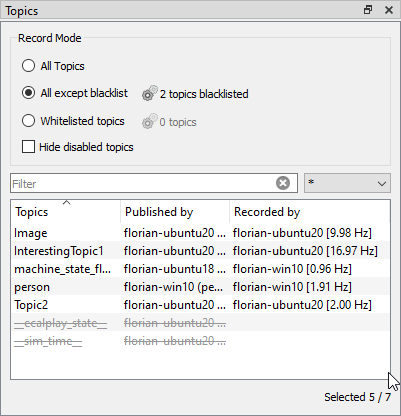 Topics
Record Mode
All Topics
All except blacklist 2 topics blacklisted
Whitelisted topics 0 topics
Hide disabled topics
Filter *
Topics Published by Recorded by
Image florian-ubuntu20 ... florian-ubuntu20 [9.98 Hz]
InterestingTopic1 florian-ubuntu20 ... florian-ubuntu20 [16.97 Hz]
machine_state_fl... florian-ubuntu18 ... florian-win10 [0.96 Hz]
person florian-win10 (pe... florian-win10 [1.91 Hz]
Topic2 florian-ubuntu20 ... florian-ubuntu20 [2.00 Hz]
__ecalplay_state__ florian-ubuntu20 ...
__sim_time__ florian-ubuntu20 ...
Selected 5 / 7